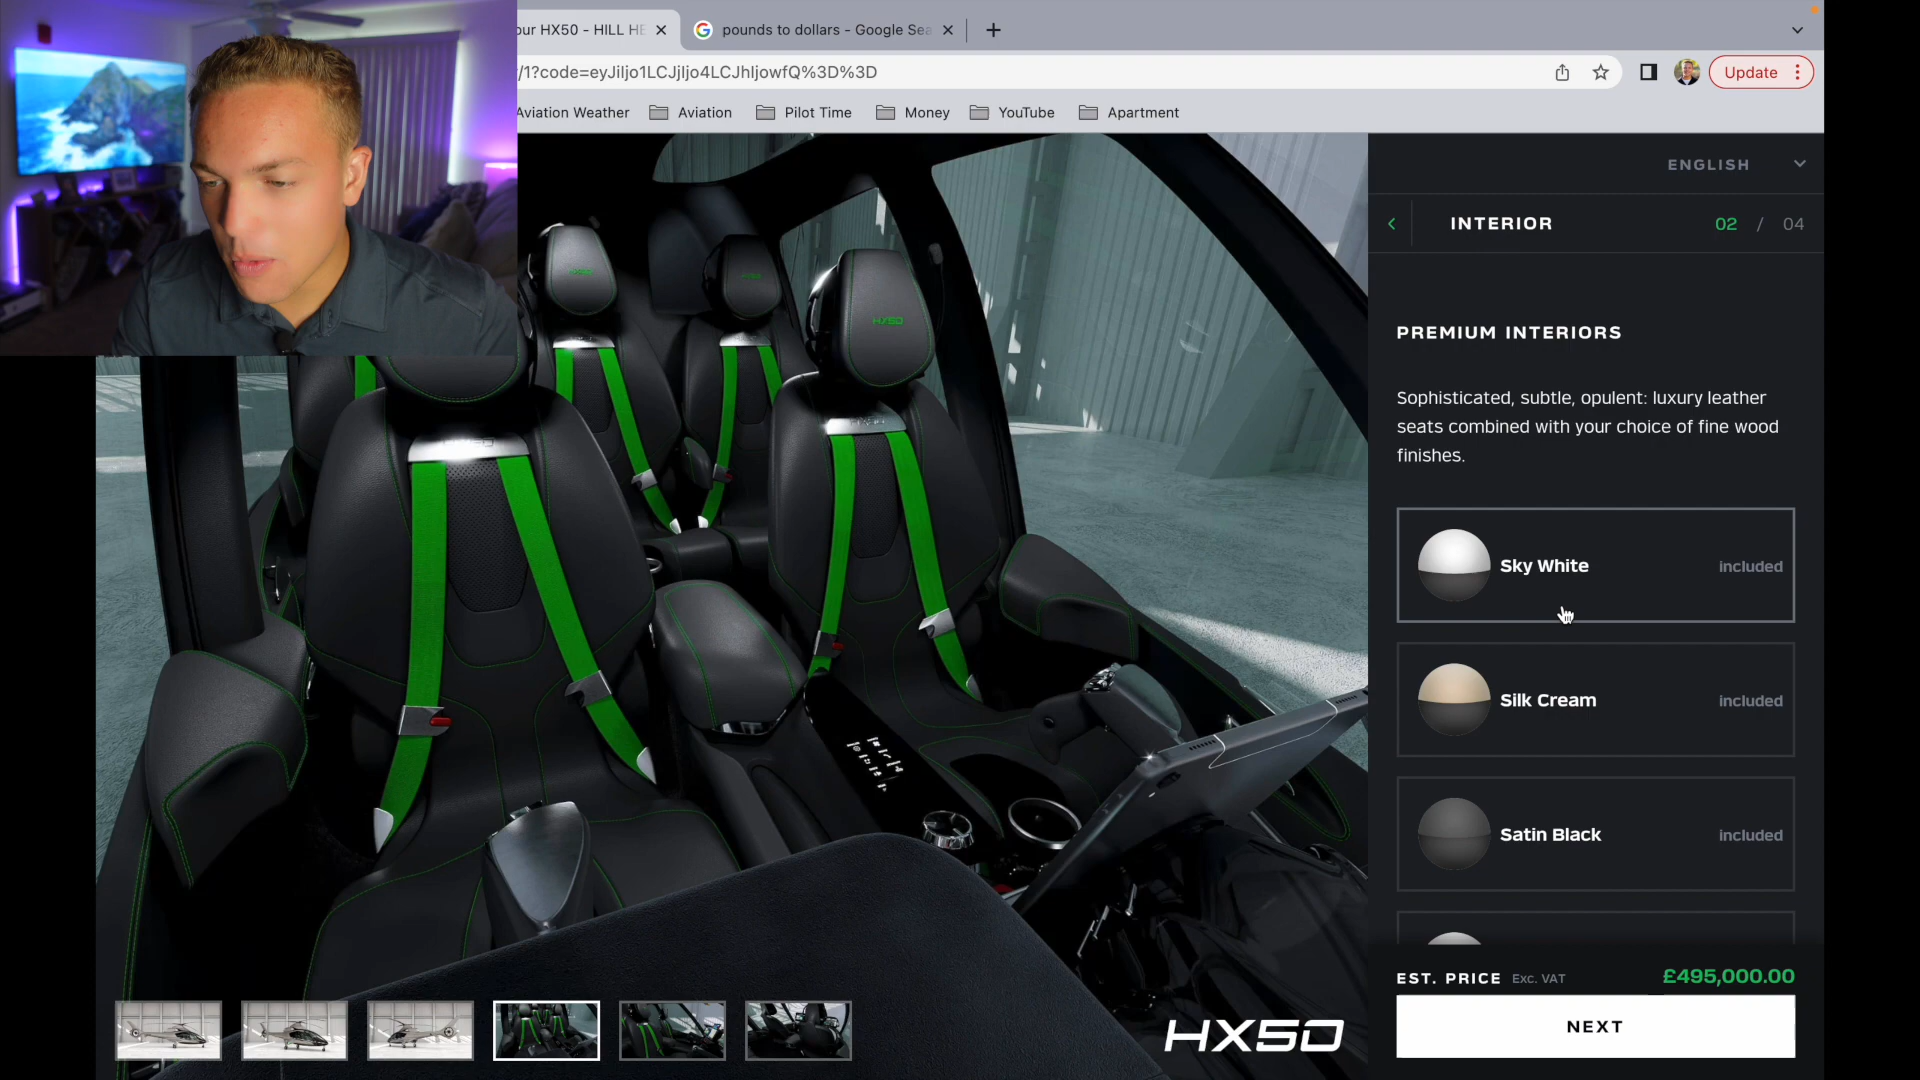 our HX50 - HILL HE
pounds to dollars - Google Sea
/1?code=eyJiIjo1LCJjIjo4LCJhIjowfQ%3D%3D
Update
Aviation Weather
Aviation
Pilot Time
Money
YouTube
Apartment
ENGLISH
INTERIOR
02 / 04
PREMIUM INTERIORS
Sophisticated, subtle, opulent: luxury leather
seats combined with your choice of fine wood
finishes.
Sky White included
Silk Cream included
Satin Black included
EST. PRICE Exc. VAT £495,000.00
NEXT
HX50
HX50